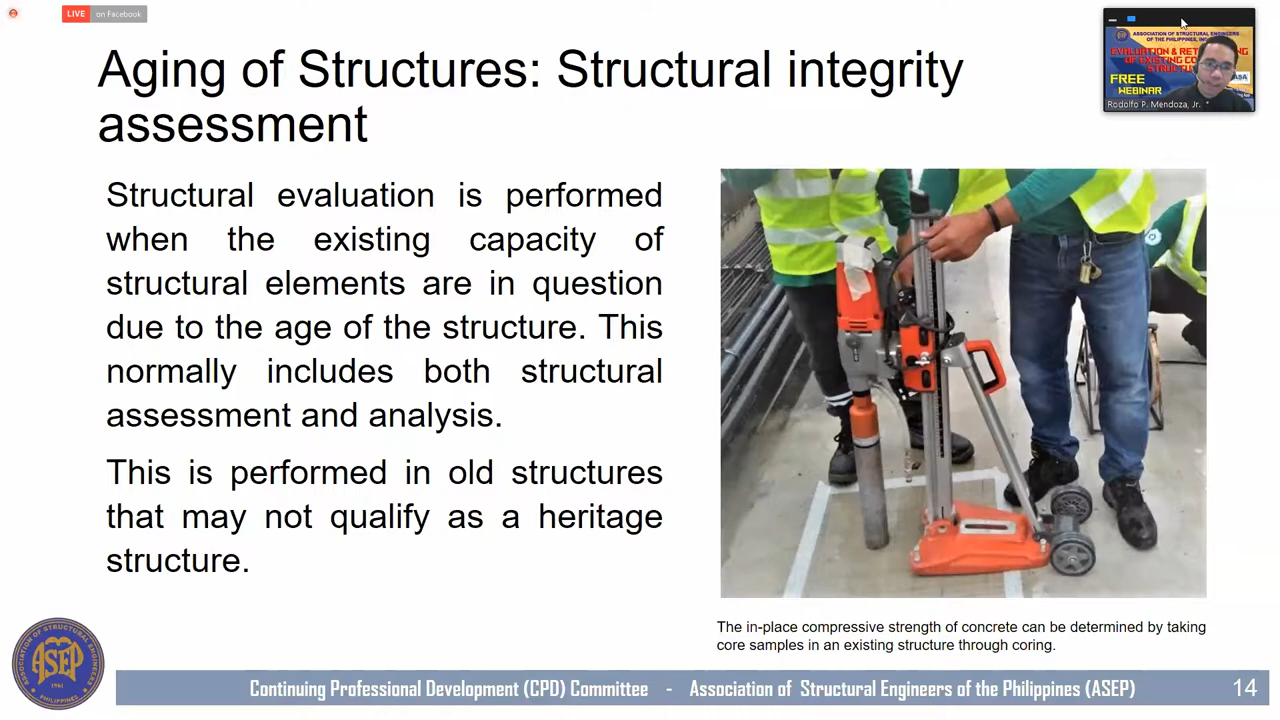 LIVE on Facebook
Aging of Structures: Structural integrity
assessment
ASSOCIATION OF STRUCTURAL ENGINEERS
OF THE PHILIPPINES, INC.
FREE
WEBINAR
Rodolfo P. Mendoza, Jr.
Structural evaluation is performed
when the existing capacity of
structural elements are in question
due to the age of the structure. This
normally includes both structural
assessment and analysis.
This is performed in old structures
that may not qualify as a heritage
structure.
The in-place compressive strength of concrete can be determined by taking
core samples in an existing structure through coring.
ASSOCIATION OF STRUCTURAL ENGINEERS
ASEP
1961
PHILIPPINES
Continuing Professional Development (CPD) Committee - Association of Structural Engineers of the Philippines (ASEP)
14